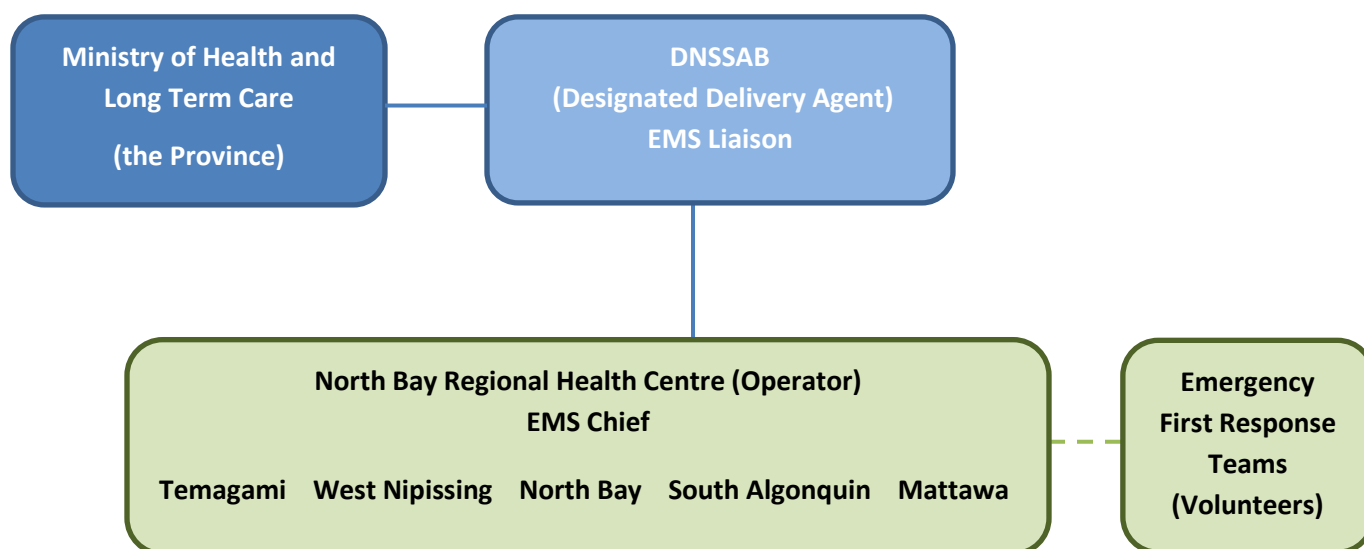 Ministry of Health and
Long Term Care
(the Province)
DNSSAB
(Designated Delivery Agent)
EMS Liaison
North Bay Regional Health Centre (Operator)
EMS Chief
Temagami West Nipissing North Bay South Algonquin Mattawa
Emergency
First Response
Teams
(Volunteers)